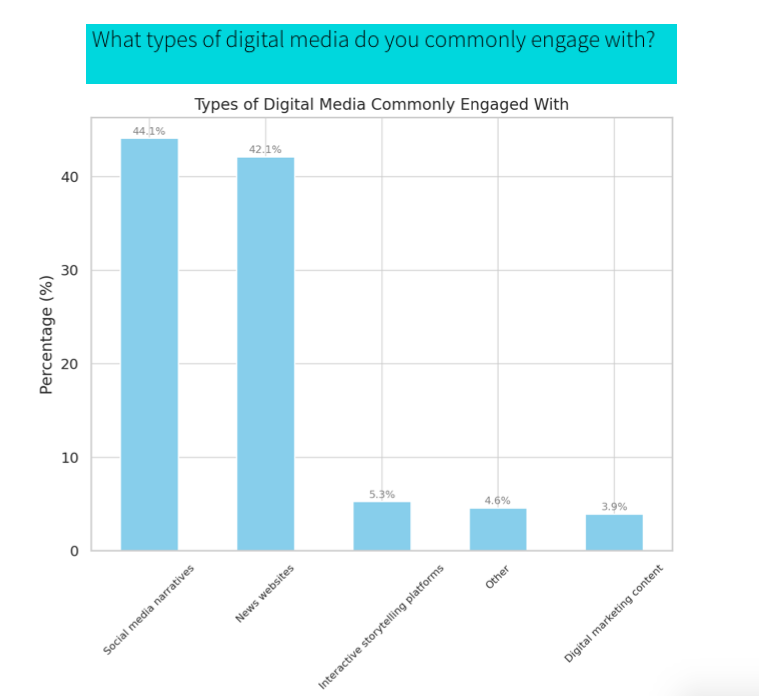 What types of digital media do you commonly engage with?
Types of Digital Media Commonly Engaged With
44.1%
42.1%
5.3%
4.6%
3.9%
40
30
20
10
0
Percentage (%)
Social media narratives
News websites
Interactive storytelling platforms
Other
Digital marketing content